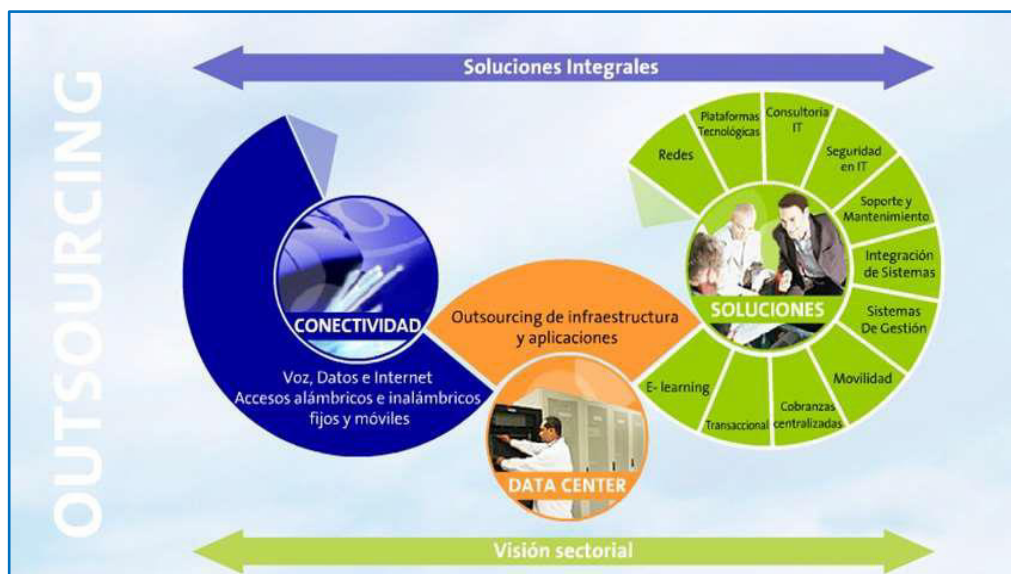 OUTSOURCING
Soluciones Integrales
CONECTIVIDAD
Voz, Datos e Internet
Accesos alámbricos e inalámbricos
fijos y móviles
Outsourcing de infraestructura
y aplicaciones
DATA CENTER
SOLUCIONES
Redes
Plataformas
Tecnológicas
Consultoria
IT
Seguridad
en IT
Soporte y
Mantenimiento
Integración
de Sistemas
Sistemas
De Gestión
Movilidad
Cobranzas
centralizadas
Transaccional
E- learning
Visión sectorial